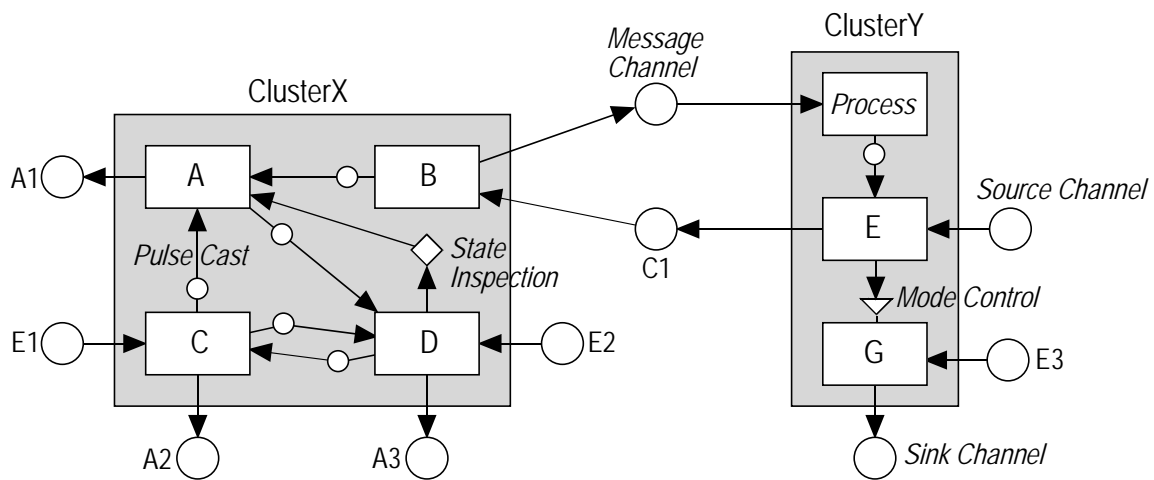 ClusterY
Message
Channel
ClusterX
Process
A1
A
B
Source Channel
E
Pulse Cast
State
Inspection
C1
Mode Control
E1
C
D
E2
G
E3
A2
A3
Sink Channel